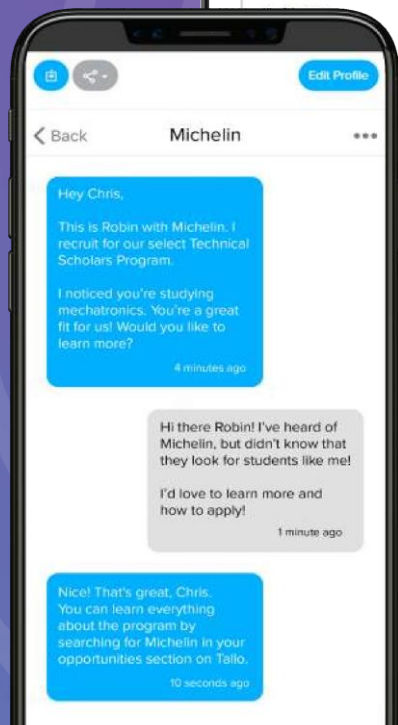 Edit Profile
Back
Michelin
Hey Chris,
This is Robin with Michelin. I
recruit for our select Technical
Scholars Program.
I noticed you're studying
mechatronics. You're a great
fit for us! Would you like to
learn more?
4 minutes ago
Hi there Robin! I've heard of
Michelin, but didn't know that
they look for students like me!
I'd love to learn more and
how to apply!
1 minute ago
Nice! That's great, Chris.
You can learn everything
about the program by
searching for Michelin in your
opportunities section on Tallo.
10 seconds ago